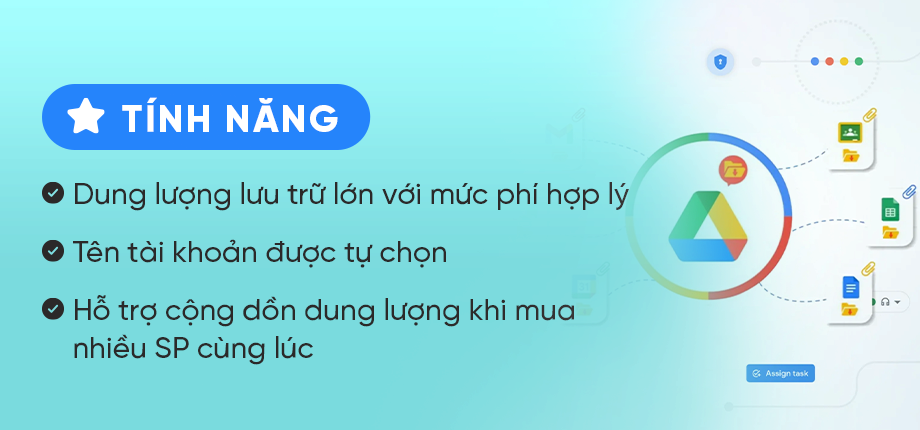 TÍNH NĂNG
Dung lượng lưu trữ lớn với mức phí hợp lý
Tên tài khoản được tự chọn
Hỗ trợ cộng dồn dung lượng khi mua
nhiều SP cùng lúc
Assign task